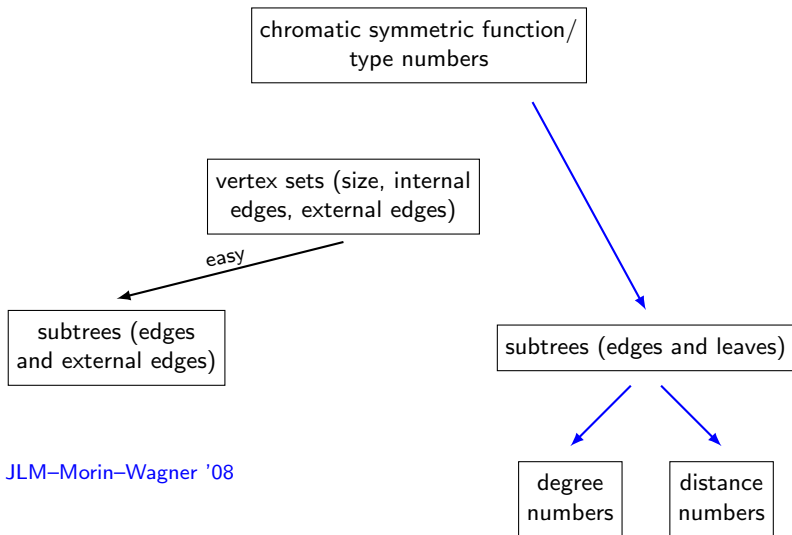 chromatic symmetric function/
type numbers
vertex sets (size, internal
edges, external edges)
easy
subtrees (edges
and external edges)
subtrees (edges and leaves)
JLM–Morin–Wagner '08
degree
numbers
distance
numbers